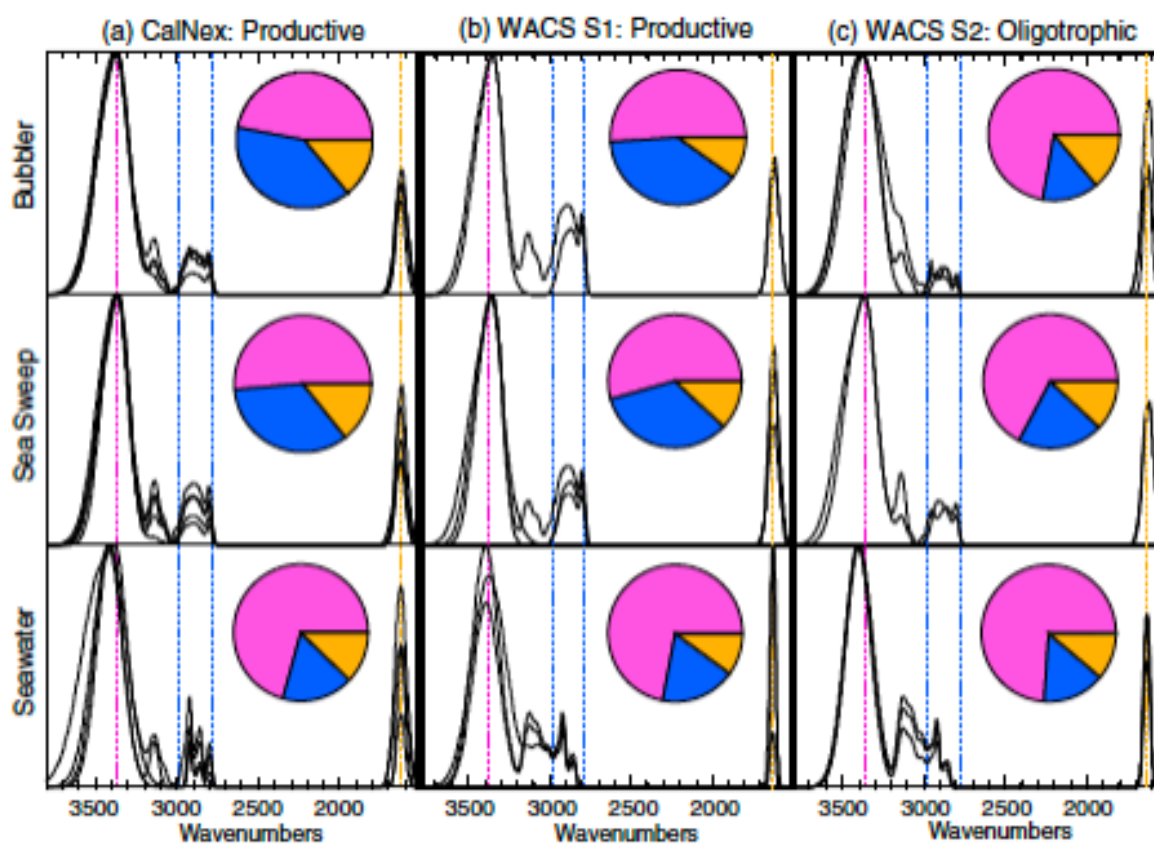 (a) CalNex: Productive
(b) WACS S1: Productive
(c) WACS S2: Oligotrophic
Bubbler
Sea Sweep
Seawater
3500 3000 2500 2000
3500 3000 2500 2000
3500 3000 2500 2000
Wavenumbers
Wavenumbers
Wavenumbers